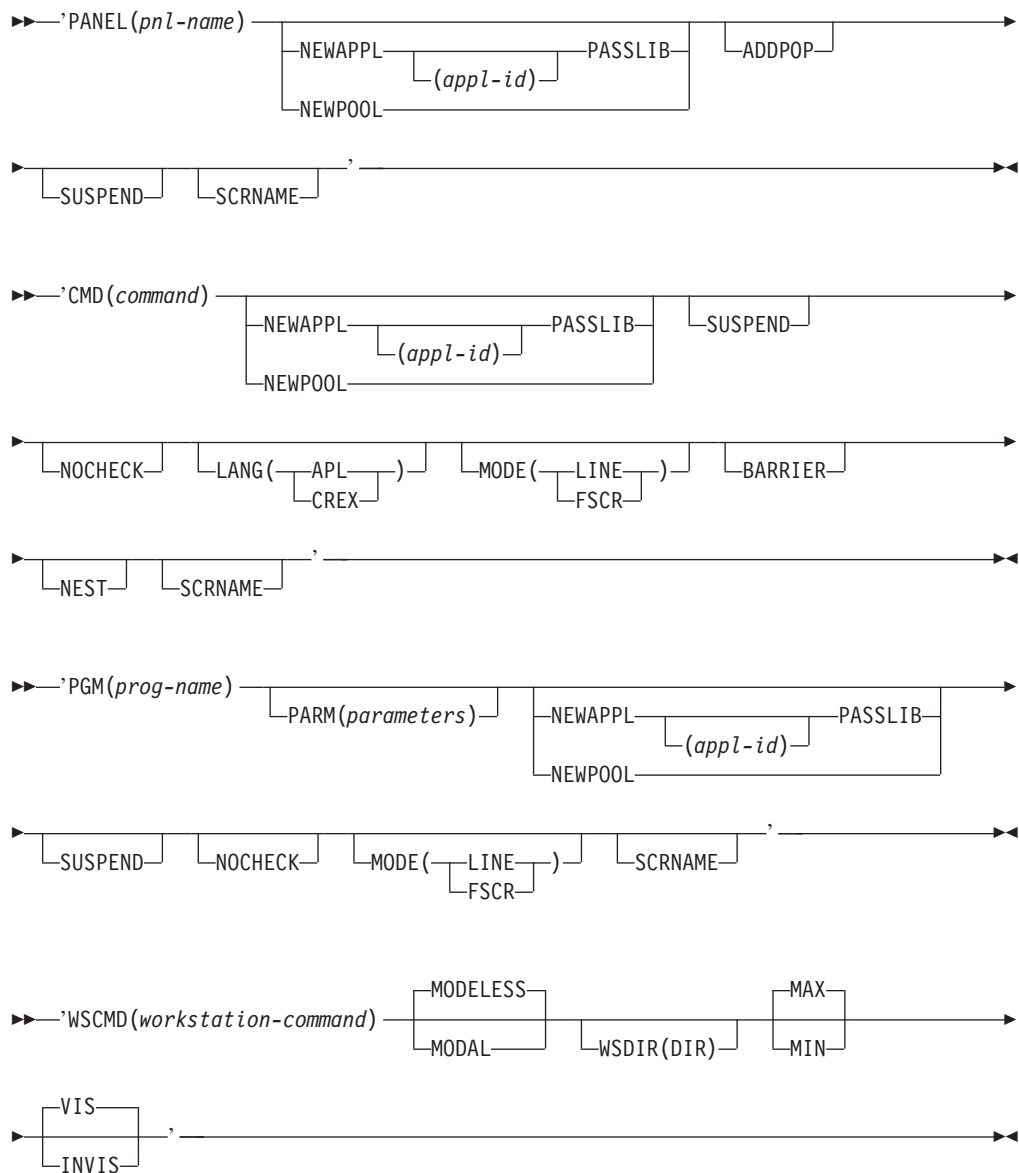 ►►─’PANEL(pnl-name)
NEWAPPL PASSLIB ADDPOP
(appl-id)
NEWPOOL
SUSPEND SCRNAME ’
’CMD(command)
NEWAPPL PASSLIB SUSPEND
(appl-id)
NEWPOOL
NOCHECK LANG( APL ) MODE( LINE ) BARRIER
CREX FSCR
NEST SCRNAME ’
’PGM(prog-name)
PARM(parameters) NEWAPPL PASSLIB
(appl-id)
NEWPOOL
’
SUSPEND NOCHECK MODE( LINE ) SCRNAME
FSCR
MODELESS MAX
’WSCMD(workstation-command)
MODAL WSDIR(DIR) MIN
VIS
’
INVIS